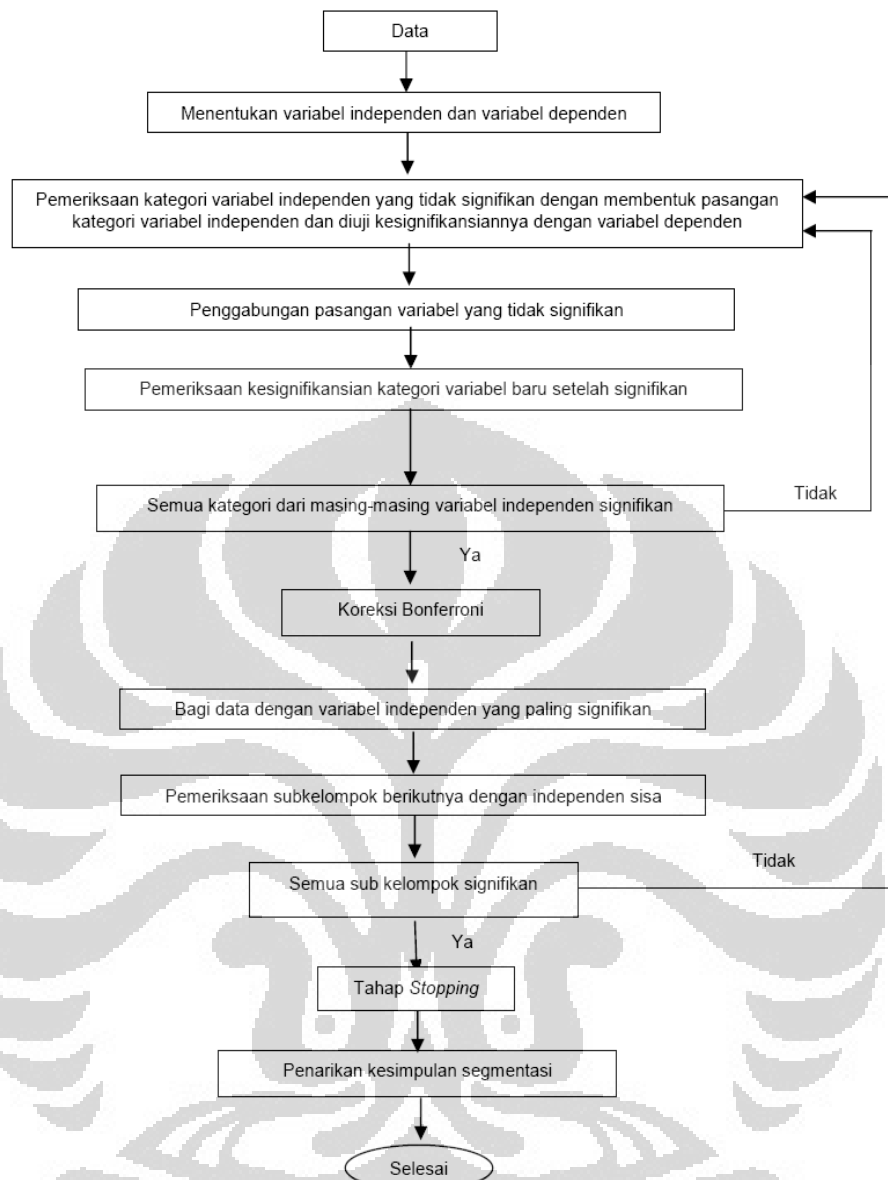 Data
Menentukan variabel independen dan variabel dependen
Pemeriksaan kategori variabel independen yang tidak signifikan dengan membentuk pasangan
kategori variabel independen dan diuji kesignifikansiannya dengan variabel dependen
Penggabungan pasangan variabel yang tidak signifikan
Pemeriksaan kesignifikansian kategori variabel baru setelah signifikan
Semua kategori dari masing-masing variabel independen signifikan
Tidak
Ya
Koreksi Bonferroni
Bagi data dengan variabel independen yang paling signifikan
Pemeriksaan subkelompok berikutnya dengan independen sisa
Semua sub kelompok signifikan
Tidak
Ya
Tahap Stopping
Penarikan kesimpulan segmentasi
Selesai